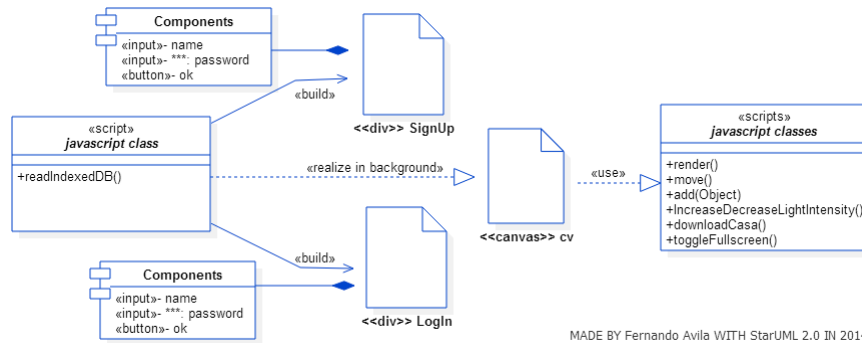 Components
«input»- name
«input»- ***: password
«button»- ok
«build»
<<div>> SignUp
«script»
javascript class
+readIndexedDB()
«realize in background»
<<canvas>> cv
«use»
«scripts»
javascript classes
+render()
+move()
+add(Object)
+IncreaseDecreaseLightIntensity()
+downloadCasa()
+toggleFullscreen()
«build»
Components
«input»- name
«input»- ***: password
«button»- ok
<<div>> LogIn
MADE BY Fernando Avila WITH StarUML 2.0 IN